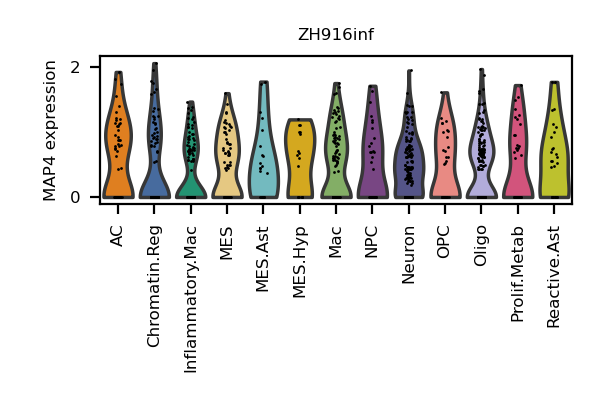 ZH916inf
MAP4 expression
2
0
AC
Chromatin.Reg
Inflammatory.Mac
MES
MES.Ast
MES.Hyp
Mac
NPC
Neuron
OPC
Oligo
Prolif.Metab
Reactive.Ast